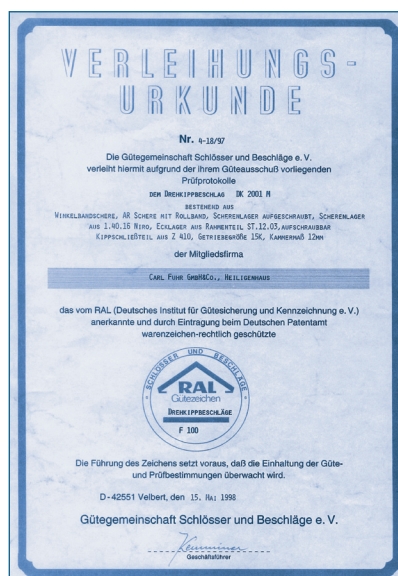 VERLEIHUNGS-
URKUNDE
Nr. 4-18/97
Die Gütegemeinschaft Schlösser und Beschläge e. V.
verleiht hiermit aufgrund der ihrem Güteausschuß vorliegenden
Prüfprotokolle
DEM DREHKIPPBESCHLAG DK 2001 M
BESTEHEND AUS
WINKELBANDSCHERE, AR SCHERE MIT ROLLBAND, SCHERENLAGER AUFGESCHRAUBT, SCHERENLAGER
AUS 1.40.16 NIRO, ECKLAGER AUS RAHMENTEIL ST.12.03, AUFSCHRAUBBAR
KIPPSCHLIEßTEIL AUS Z 410, GETRIEBEGRÖßE 15K, KAMMERMAß 12MM
der Mitgliedsfirma
CARL FUHR GMBH&CO., HEILIGENHAUS
das vom RAL (Deutsches Institut für Gütesicherung und Kennzeichnung e. V.)
anerkannte und durch Eintragung beim Deutschen Patentamt
warenzeichen-rechtlich geschützte
SCHLÖSSER UND BESCHLÄGE
RAL
Gütezeichen
DREHKIPPBESCHLÄGE
F 100
Die Führung des Zeichens setzt voraus, daß die Einhaltung der Güte-
und Prüfbestimmungen überwacht wird.
D-42551 Velbert, den 15. MAI 1998
Gütegemeinschaft Schlösser und Beschläge e. V.
Geschäftsführer